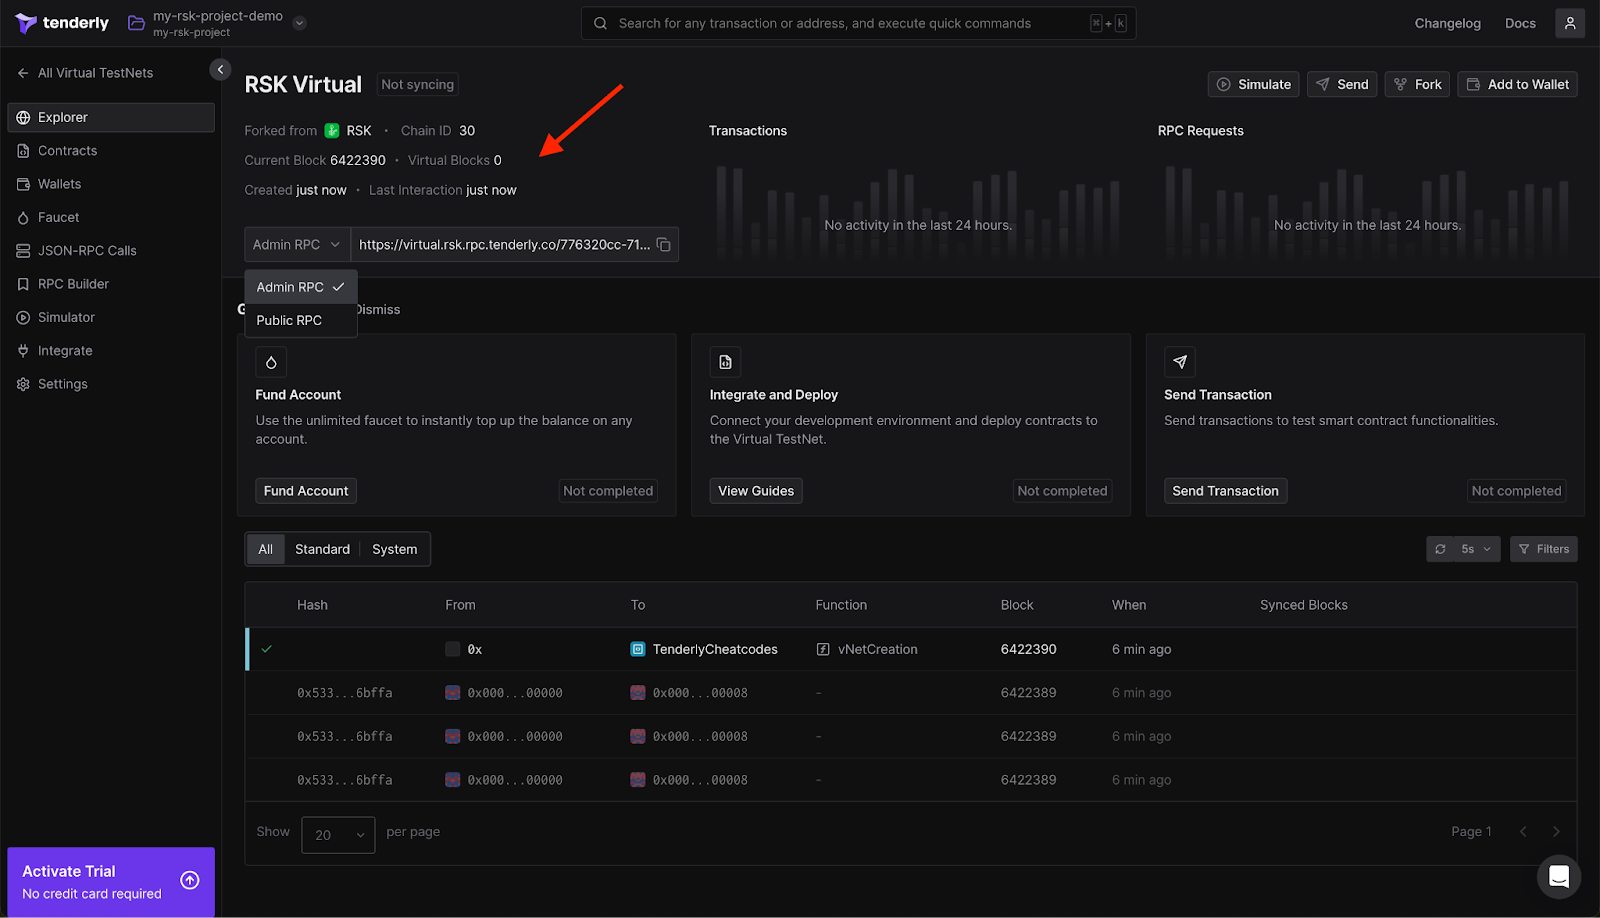 tenderly
my-rsk-project-demo
my-rsk-project
Search for any transaction or address, and execute quick commands
⌘ + k
Changelog
Docs
All Virtual TestNets
Explorer
Contracts
Wallets
Faucet
JSON-RPC Calls
RPC Builder
Simulator
Integrate
Settings
Activate Trial
No credit card required
RSK Virtual
Not syncing
Simulate
Send
Fork
Add to Wallet
Forked from RSK · Chain ID 30
Current Block 6422390 · Virtual Blocks 0
Created just now · Last Interaction just now
Admin RPC
https://virtual.rsk.rpc.tenderly.co/776320cc-71...
Admin RPC
Public RPC
Transactions
No activity in the last 24 hours.
RPC Requests
No activity in the last 24 hours.
G
Dismiss
Fund Account
Use the unlimited faucet to instantly top up the balance on any
account.
Fund Account
Not completed
Integrate and Deploy
Connect your development environment and deploy contracts to
the Virtual TestNet.
View Guides
Not completed
Send Transaction
Send transactions to test smart contract functionalities.
Send Transaction
Not completed
All
Standard
System
5s
Filters
Hash From To Function Block When Synced Blocks
0x TenderlyCheatcodes vNetCreation 6422390 6 min ago
0x533...6bffa 0x000...00000 0x000...00008 - 6422389 6 min ago
0x533...6bffa 0x000...00000 0x000...00008 - 6422389 6 min ago
0x533...6bffa 0x000...00000 0x000...00008 - 6422389 6 min ago
Show 20 per page
Page 1